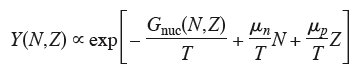 Y(N,Z) ∝ exp[ − G_nuc(N,Z)/T + μ_n/T N + μ_p/T Z ]